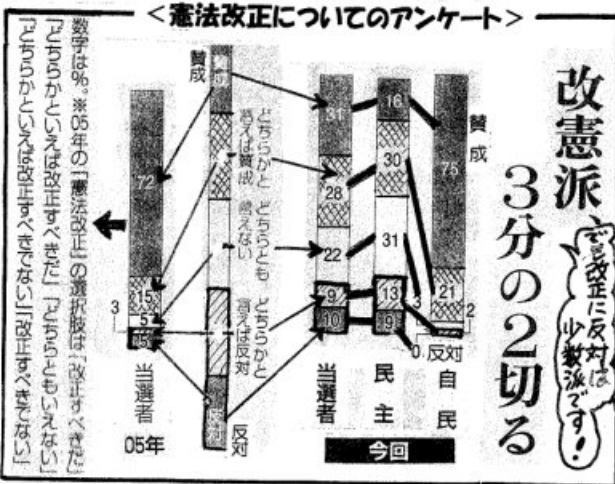 ＜憲法改正についてのアンケート＞
改憲派、
3分の2切る
改正に反対は
少数派です！
賛成
75
21
3
2
0
反対
自民
16
30
31
13
9
民主
31
28
22
9
10
当選者
今回
賛成
どちらかと
言えば賛成
どちらとも
言えない
どちらかと
言えば反対
反対
72
15
5
3
5
当選者
05年
数字は%。※05年の「憲法改正」の選択肢は「改正すべきだ」
「どちらかといえば改正すべきだ」「どちらともいえない」
「どちらかといえば改正すべきでない」「改正すべきでない」